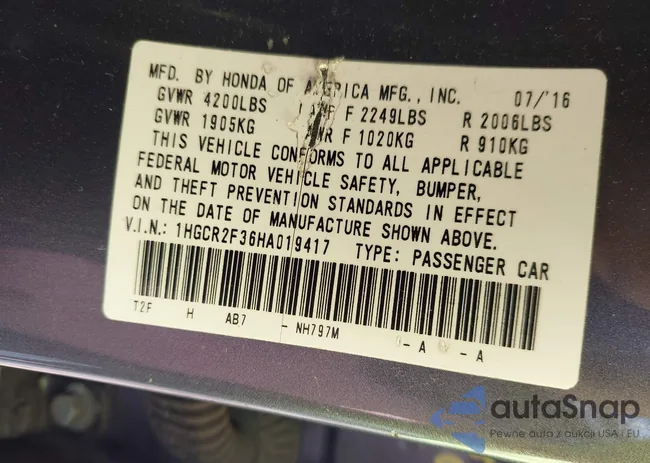 MFD. BY HONDA OF AMERICA MFG., INC. 07/'16
GVWR 4200LBS F 2249LBS R 2006LBS
GVWR 1905KG F 1020KG R 910KG
THIS VEHICLE CONFORMS TO ALL APPLICABLE
FEDERAL MOTOR VEHICLE SAFETY, BUMPER,
AND THEFT PREVENTION STANDARDS IN EFFECT
ON THE DATE OF MANUFACTURE SHOWN ABOVE.
V.I.N.: 1HGCR2F36HA019417 TYPE: PASSENGER CAR
T2F H AB7 - NH797M - A - A
autaSnap
Pewne auta z aukcji USA i EU